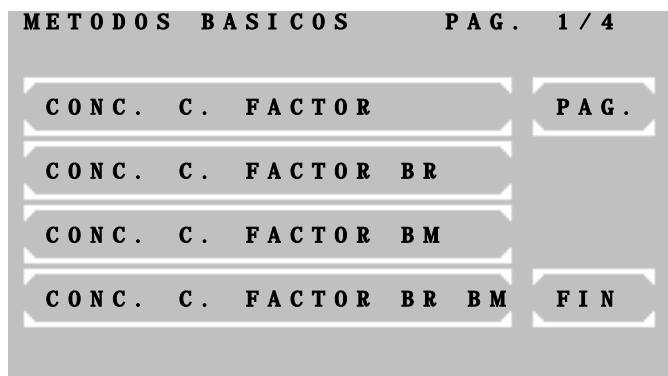 METODOS BASICOS PAG. 1/4
CONC. C. FACTOR PAG.
CONC. C. FACTOR BR
CONC. C. FACTOR BM
CONC. C. FACTOR BR BM FIN